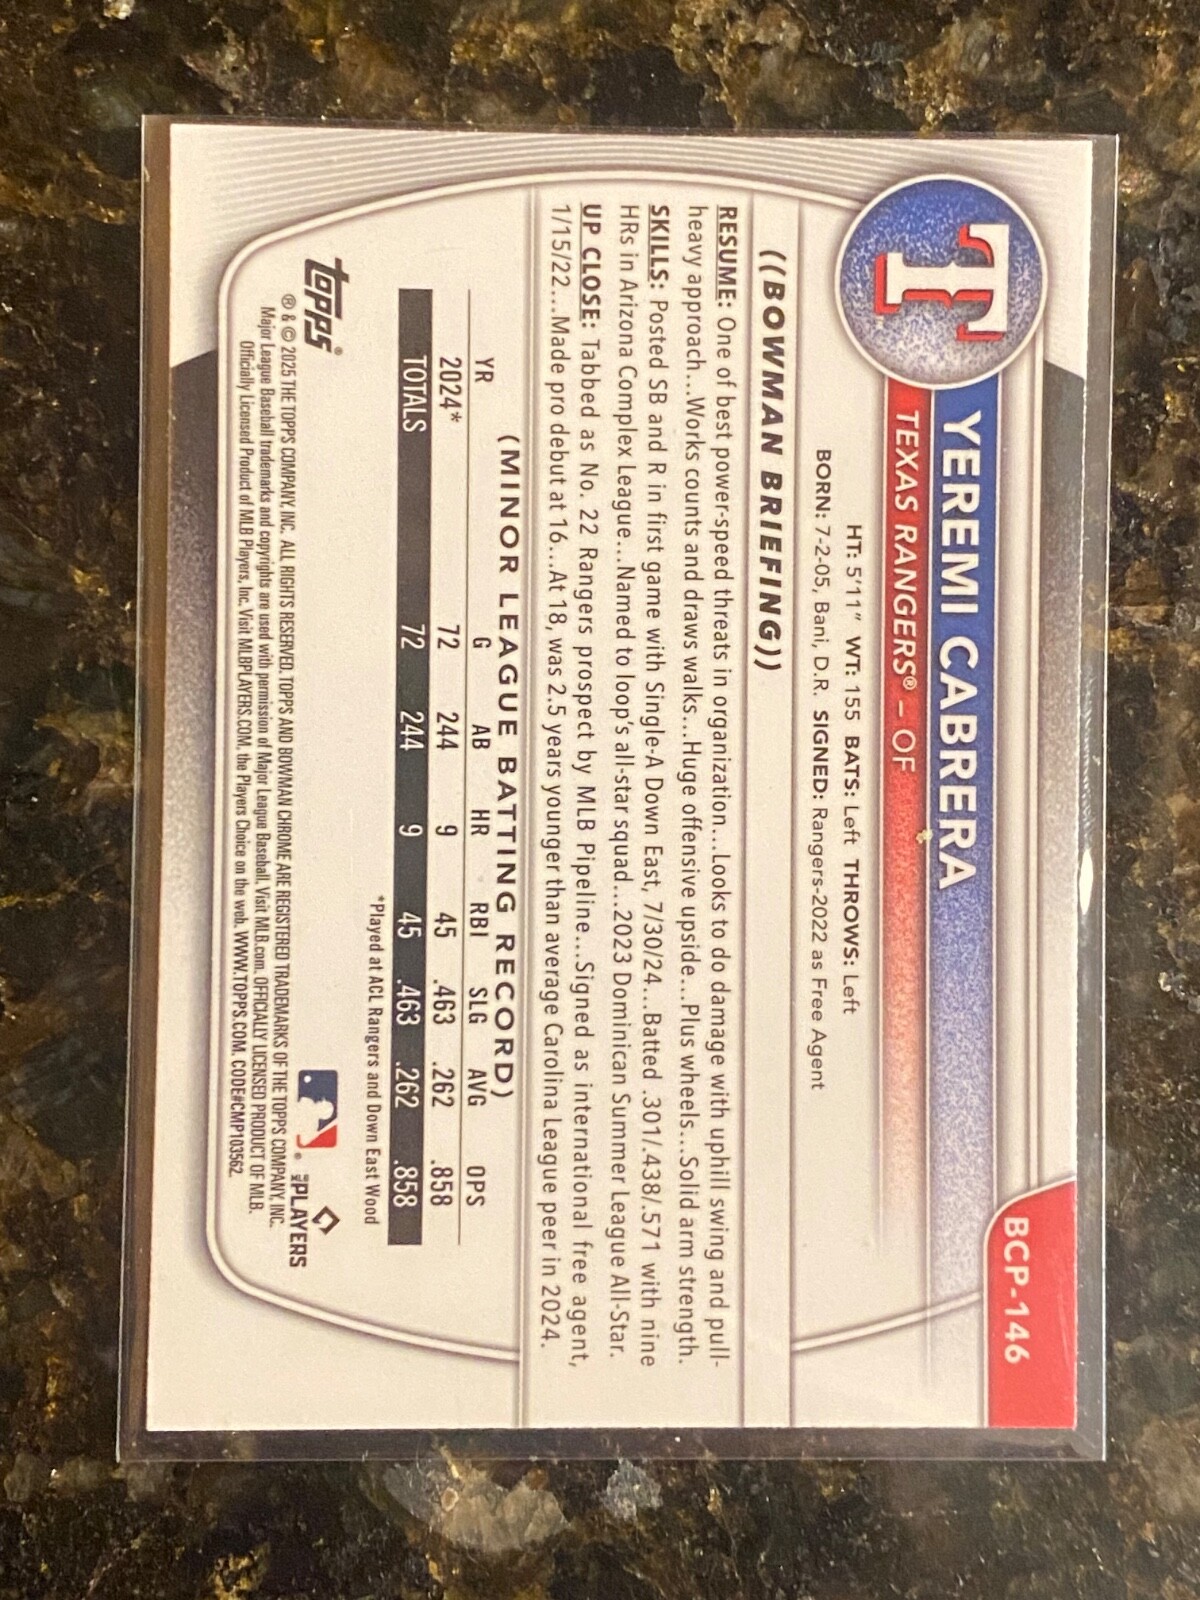 BCP-146
T
YEREMI CABRERA
TEXAS RANGERS® – OF
HT: 5'11" WT: 155 BATS: Left THROWS: Left
BORN: 7-2-05, Bani, D.R. SIGNED: Rangers-2022 as Free Agent
((BOWMAN BRIEFING))
RESUME: One of best power-speed threats in organization...Looks to do damage with uphill swing and pull-
heavy approach...Works counts and draws walks...Huge offensive upside...Plus wheels...Solid arm strength.
SKILLS: Posted SB and R in first game with Single-A Down East, 7/30/24...Batted .301/.438/.571 with nine
HRs in Arizona Complex League...Named to loop's all-star squad...2023 Dominican Summer League All-Star.
UP CLOSE: Tabbed as No. 22 Rangers prospect by MLB Pipeline...Signed as international free agent,
1/15/22...Made pro debut at 16...At 18, was 2.5 years younger than average Carolina League peer in 2024.
(MINOR LEAGUE BATTING RECORD)
YR G AB HR RBI SLG AVG OPS
2024* 72 244 9 45 .463 .262 .858
TOTALS 72 244 9 45 .463 .262 .858
*Played at ACL Rangers and Down East Wood
topps®
MLB PLAYERS
® & © 2025 THE TOPPS COMPANY, INC. ALL RIGHTS RESERVED. TOPPS AND BOWMAN CHROME ARE REGISTERED TRADEMARKS OF THE TOPPS COMPANY, INC.
Major League Baseball trademarks and copyrights are used with permission of Major League Baseball. Visit MLB.com. OFFICIALLY LICENSED PRODUCT OF MLB.
Officially Licensed Product of MLB Players, Inc. Visit MLBPLAYERS.COM, the Players Choice on the web. WWW.TOPPS.COM. CODE#CMP103562.